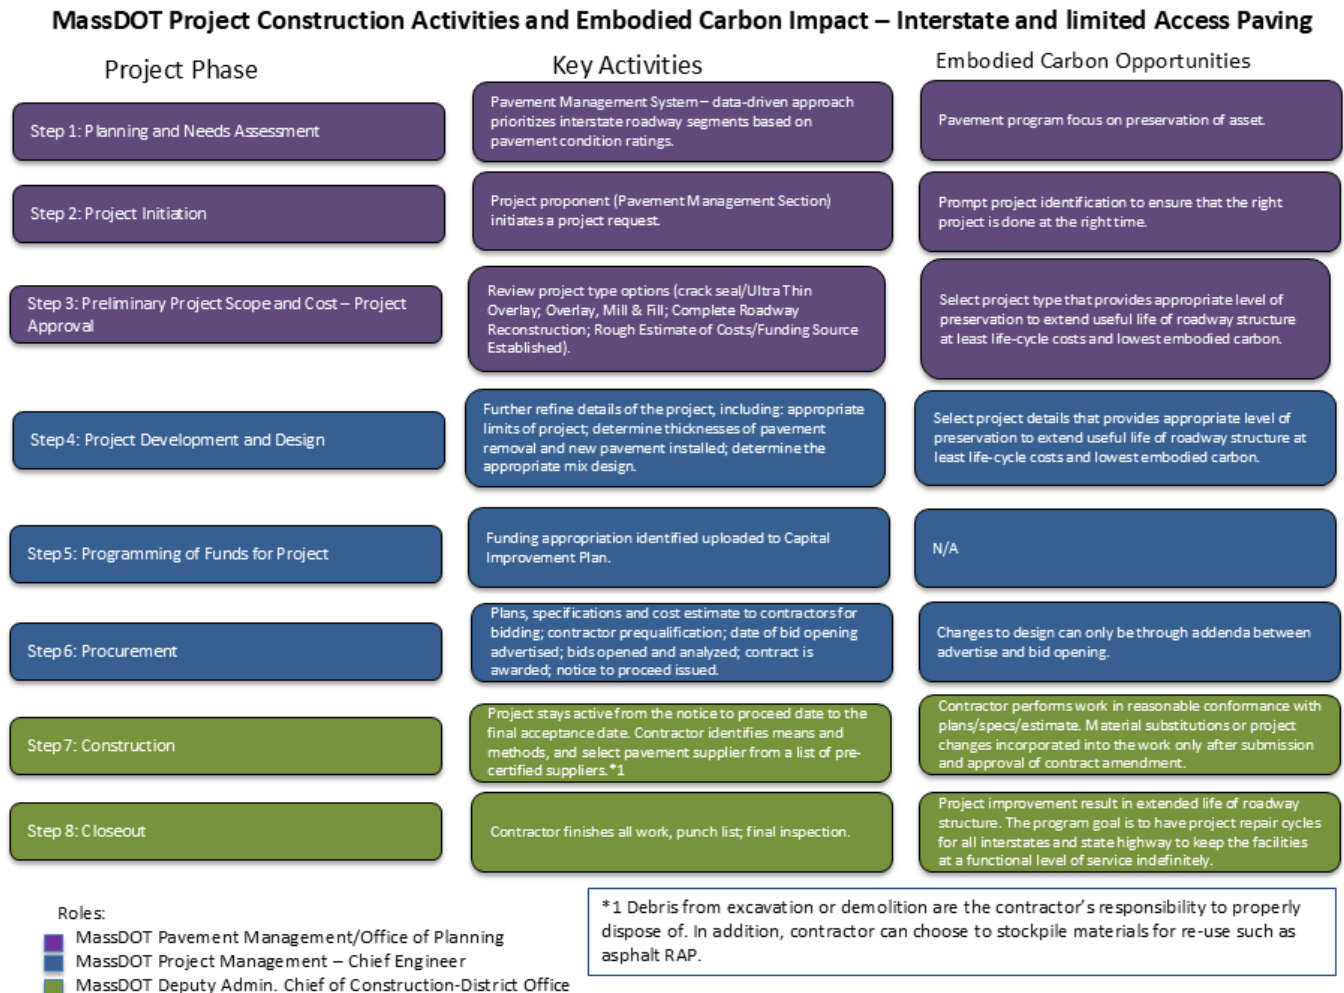 MassDOT Project Construction Activities and Embodied Carbon Impact – Interstate and limited Access Paving
Project Phase
Key Activities
Embodied Carbon Opportunities
Step 1: Planning and Needs Assessment
Pavement Management System – data-driven approach
prioritizes interstate roadway segments based on
pavement condition ratings.
Pavement program focus on preservation of asset.
Step 2: Project Initiation
Project proponent (Pavement Management Section)
initiates a project request.
Prompt project identification to ensure that the right
project is done at the right time.
Step 3: Preliminary Project Scope and Cost – Project
Approval
Review project type options (crack seal/Ultra Thin
Overlay; Overlay, Mill & Fill; Complete Roadway
Reconstruction; Rough Estimate of Costs/Funding Source
Established).
Select project type that provides appropriate level of
preservation to extend useful life of roadway structure
at least life-cycle costs and lowest embodied carbon.
Step 4: Project Development and Design
Further refine details of the project, including: appropriate
limits of project; determine thicknesses of pavement
removal and new pavement installed; determine the
appropriate mix design.
Select project details that provides appropriate level of
preservation to extend useful life of roadway structure at
least life-cycle costs and lowest embodied carbon.
Step 5: Programming of Funds for Project
Funding appropriation identified uploaded to Capital
Improvement Plan.
N/A
Step 6: Procurement
Plans, specifications and cost estimate to contractors for
bidding; contractor prequalification; date of bid opening
advertised; bids opened and analyzed; contract is
awarded; notice to proceed issued.
Changes to design can only be through addenda between
advertise and bid opening.
Step 7: Construction
Project stays active from the notice to proceed date to the
final acceptance date. Contractor identifies means and
methods, and select pavement supplier from a list of pre-
certified suppliers.*1
Contractor performs work in reasonable conformance with
plans/specs/estimate. Material substitutions or project
changes incorporated into the work only after submission
and approval of contract amendment.
Step 8: Closeout
Contractor finishes all work, punch list; final inspection.
Project improvement result in extended life of roadway
structure. The program goal is to have project repair cycles
for all interstates and state highway to keep the facilities
at a functional level of service indefinitely.
Roles:
MassDOT Pavement Management/Office of Planning
MassDOT Project Management – Chief Engineer
MassDOT Deputy Admin. Chief of Construction-District Office
*1 Debris from excavation or demolition are the contractor's responsibility to properly
dispose of. In addition, contractor can choose to stockpile materials for re-use such as
asphalt RAP.